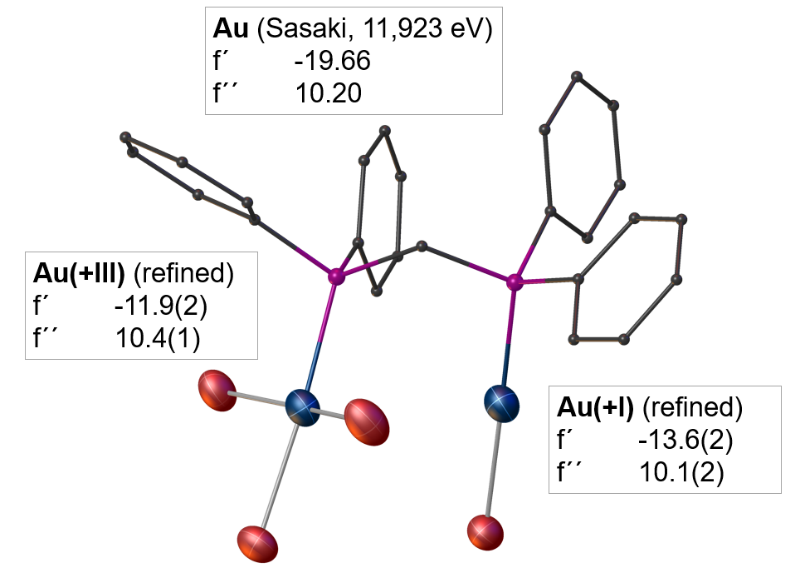 Au (Sasaki, 11,923 eV)
f´ -19.66
f´´ 10.20
Au(+III) (refined)
f´ -11.9(2)
f´´ 10.4(1)
Au(+I) (refined)
f´ -13.6(2)
f´´ 10.1(2)